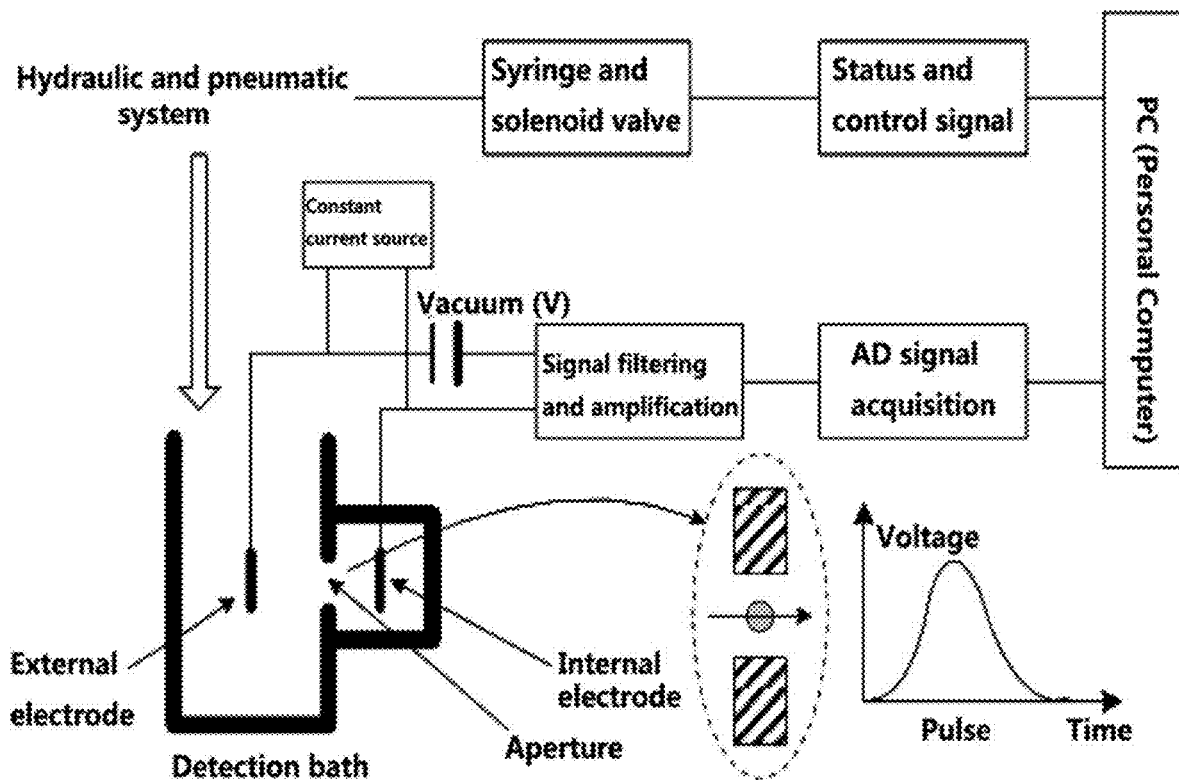 Hydraulic and pneumatic
system
Syringe and
solenoid valve
Status and
control signal
PC (Personal Computer)
Constant
current source
Vacuum (V)
Signal filtering
and amplification
AD signal
acquisition
External
electrode
Detection bath
Aperture
Internal
electrode
Voltage
Pulse
Time